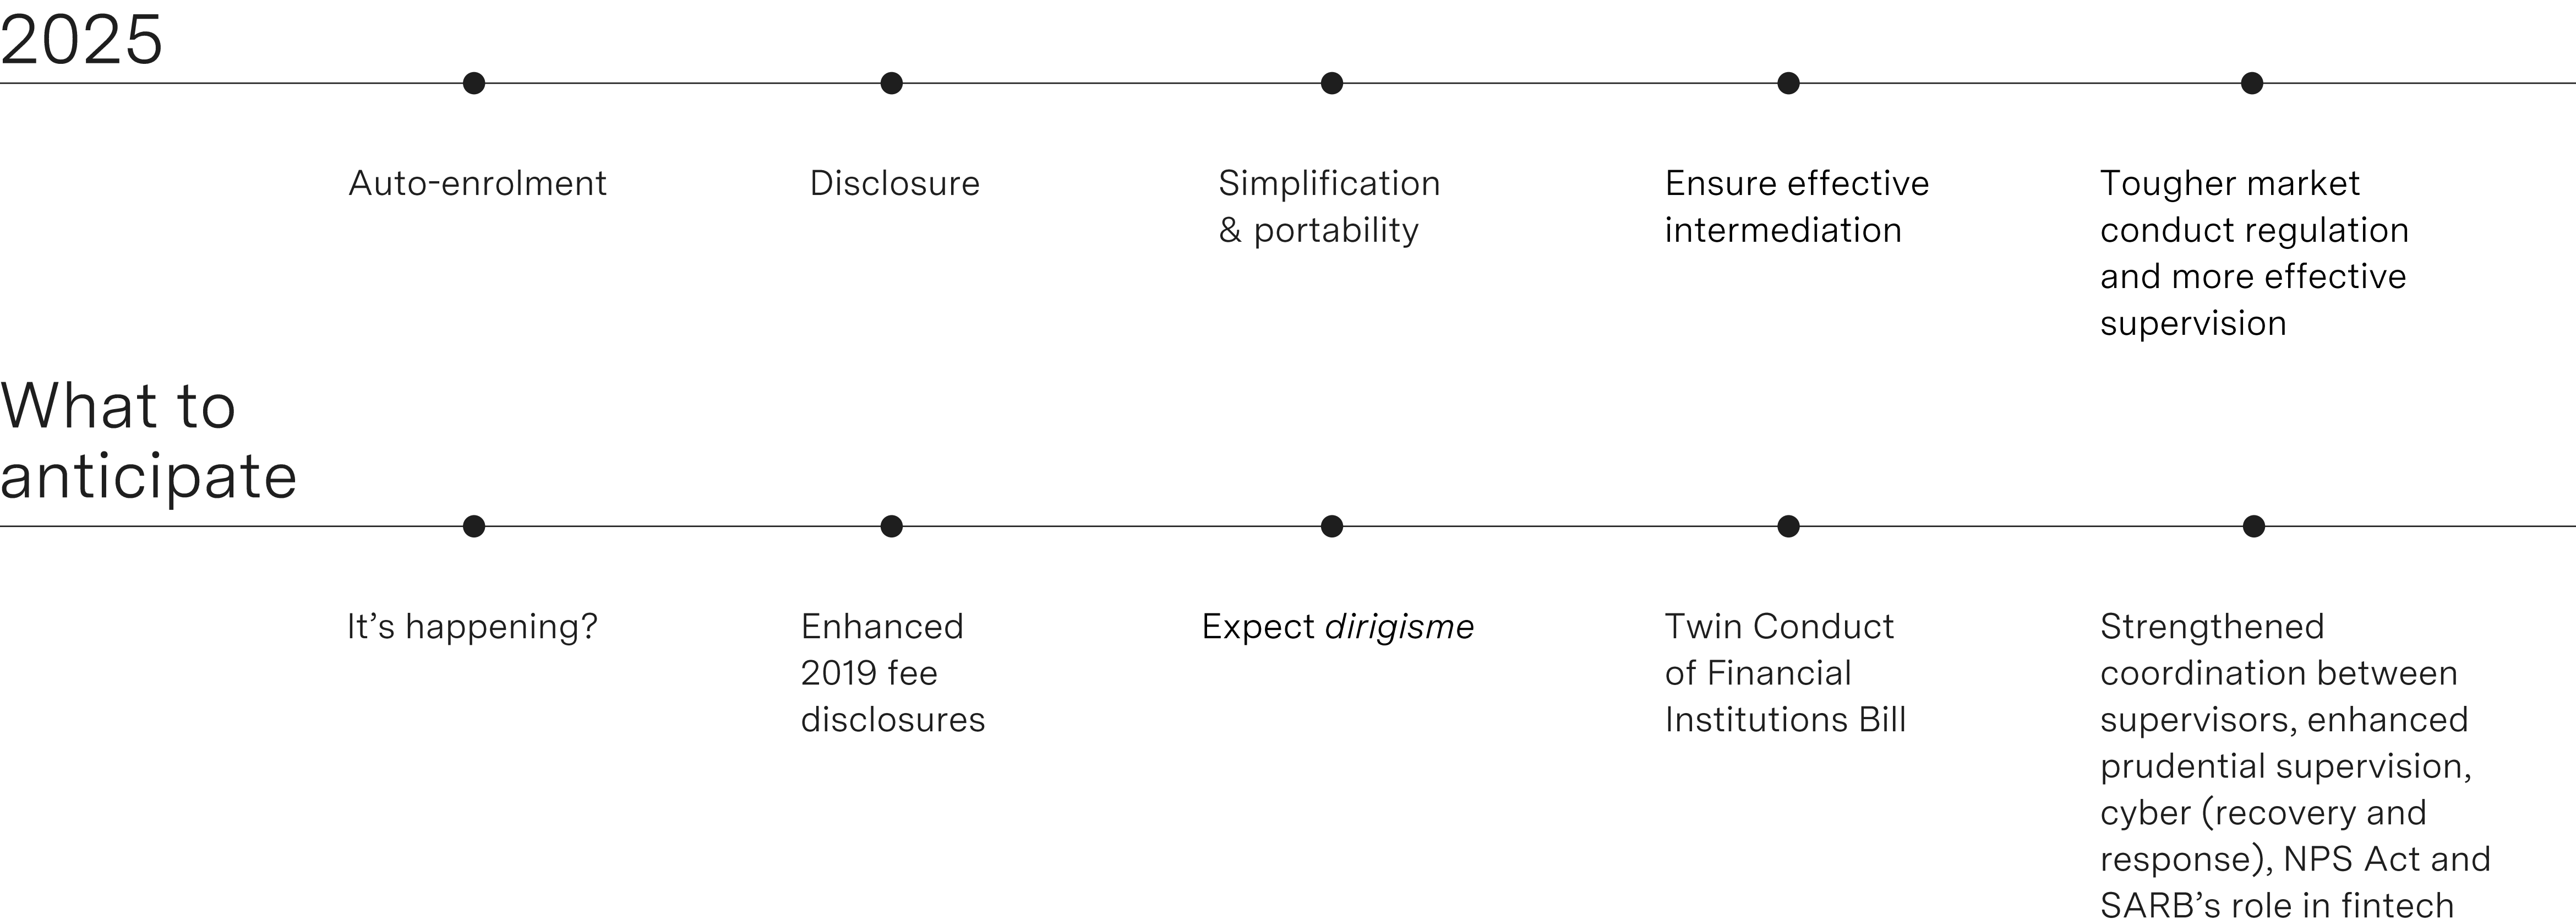 2025
Auto-enrolment
Disclosure
Simplification
& portability
Ensure effective
intermediation
Tougher market
conduct regulation
and more effective
supervision
What to
anticipate
It’s happening?
Enhanced
2019 fee
disclosures
Expect dirigisme
Twin Conduct
of Financial
Institutions Bill
Strengthened
coordination between
supervisors, enhanced
prudential supervision,
cyber (recovery and
response), NPS Act and
SARB’s role in fintech